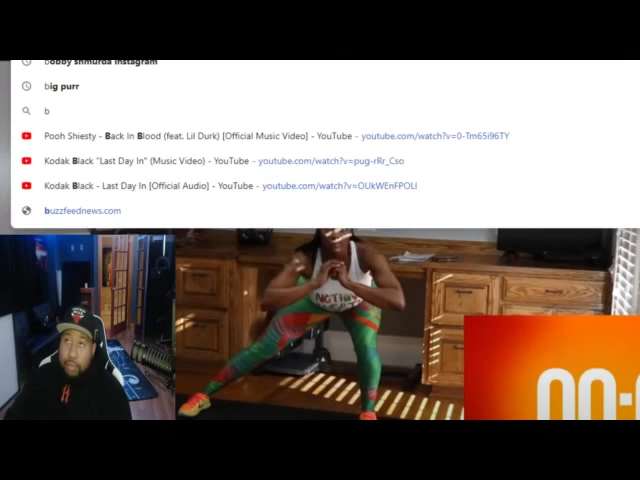 bobby shmurda instagram
big purr
b
Pooh Shiesty - Back In Blood (feat. Lil Durk) [Official Music Video] - YouTube - youtube.com/watch?v=0-Tm65i96TY
Kodak Black "Last Day In" (Music Video) - YouTube - youtube.com/watch?v=pug-rRr_Cso
Kodak Black - Last Day In [Official Audio] - YouTube - youtube.com/watch?v=OUkWEnFPOLI
buzzfeednews.com
00: